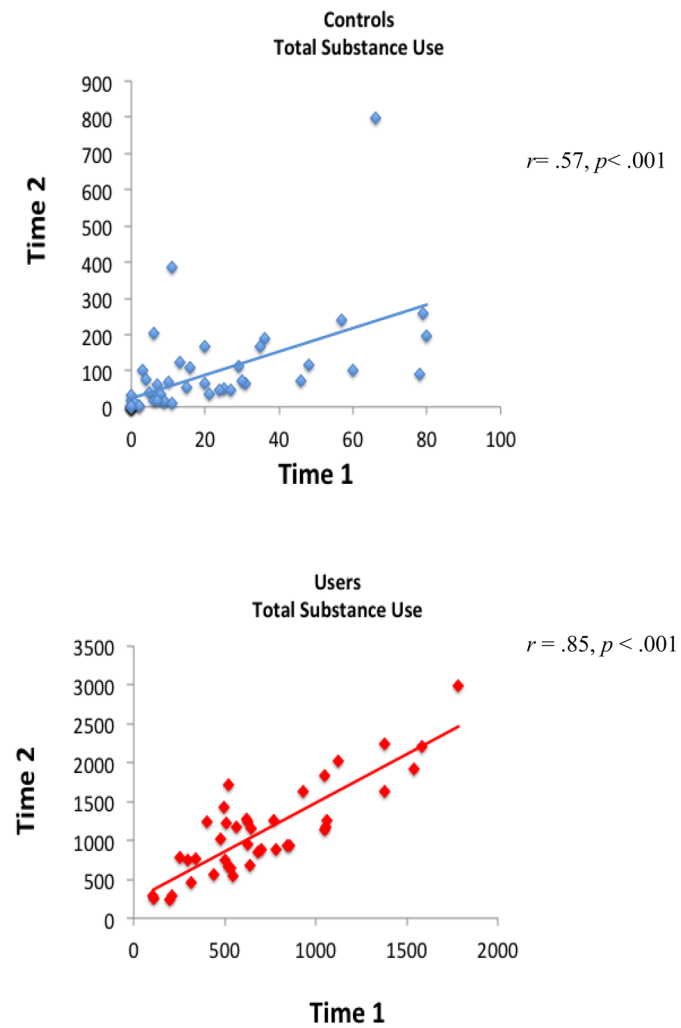 Controls
Total Substance Use
900
800
700
600
500
400
300
200
100
0
Time 2
0 20 40 60 80 100
Time 1
r= .57, p< .001
Users
Total Substance Use
3500
3000
2500
2000
1500
1000
500
0
Time 2
0 500 1000 1500 2000
Time 1
r = .85, p < .001